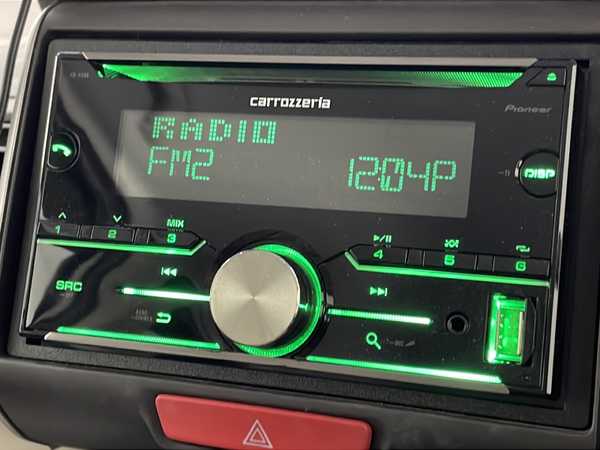 carrozzeria
Pioneer
RADIO
FM2
12:04P
DISP
1
2
MIX
3
4
5
6
SRC